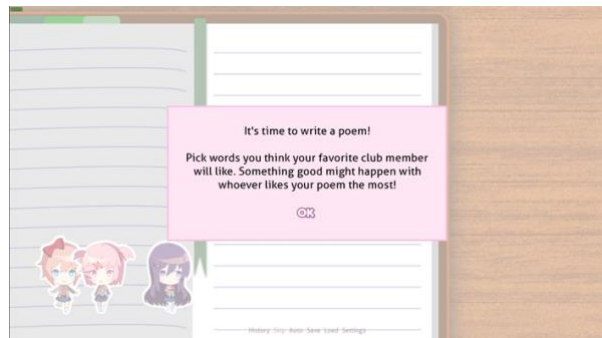 It's time to write a poem!
Pick words you think your favorite club member
will like. Something good might happen with
whoever likes your poem the most!
OK
History Skip Auto Save Load Settings